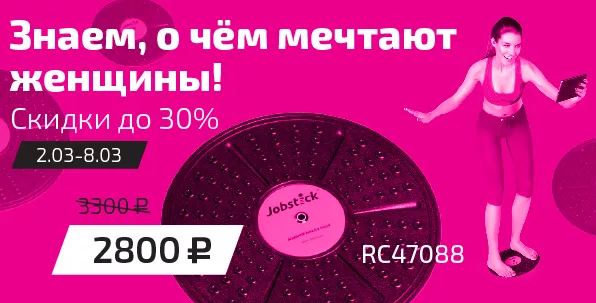 Знаем, о чём мечтают
женщины!
Скидки до 30%
2.03-8.03
3300 ₽
2800 ₽
Jobstick
RC47088